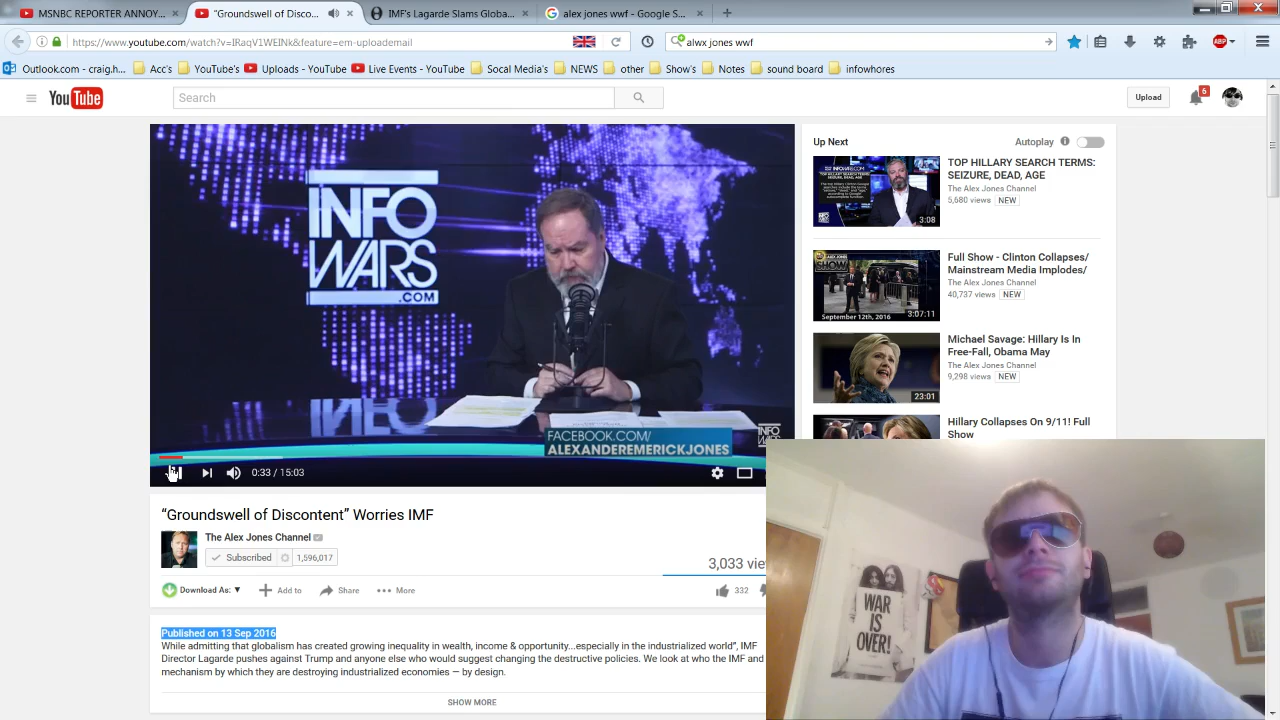 MSNBC REPORTER ANNOY...
"Groundswell of Disco...
IMF's Lagarde Slams Globa...
alex jones wwf - Google S...
https://www.youtube.com/watch?v=IRaqV1WEINk&feature=em-uploademail
alwx jones wwf
ABP
Outlook.com - craig.h...
Acc's
YouTube's
Uploads - YouTube
Live Events - YouTube
Socal Media's
NEWS
other
Show's
Notes
sound board
infowhores
YouTube
Search
Upload
6
INFO
WARS
.COM
FACEBOOK.COM/
ALEXANDEREMERICKJONES
INFO
WARS
0:33 / 15:03
Up Next
Autoplay
TOP HILLARY SEARCH TERMS:
SEIZURE, DEAD, AGE
The Alex Jones Channel
5,680 views NEW
3:08
Full Show - Clinton Collapses/
Mainstream Media Implodes/
The Alex Jones Channel
40,737 views NEW
September 12th, 2016
3:07:11
Michael Savage: Hillary Is In
Free-Fall, Obama May
The Alex Jones Channel
9,298 views NEW
23:01
Hillary Collapses On 9/11! Full
Show
"Groundswell of Discontent" Worries IMF
The Alex Jones Channel
Subscribed
1,596,017
3,033 vie
Download As:
Add to
Share
More
332
Published on 13 Sep 2016
While admitting that globalism has created growing inequality in wealth, income & opportunity...especially in the industrialized world", IMF
Director Lagarde pushes against Trump and anyone else who would suggest changing the destructive policies. We look at who the IMF and
mechanism by which they are destroying industrialized economies — by design.
SHOW MORE
WAR
IS
OVER!